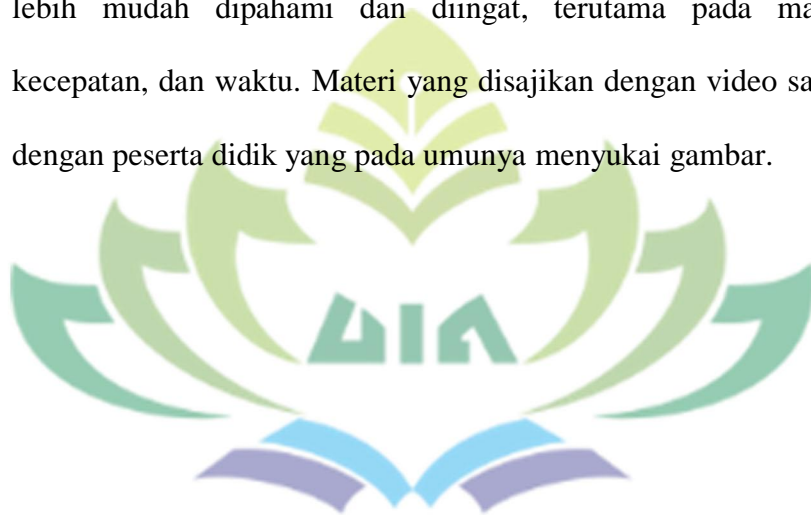 lebih mudah dipahami dan diingat, terutama pada
kecepatan, dan waktu. Materi yang disajikan dengan video
dengan peserta didik yang pada umunya menyukai gambar.
UIN